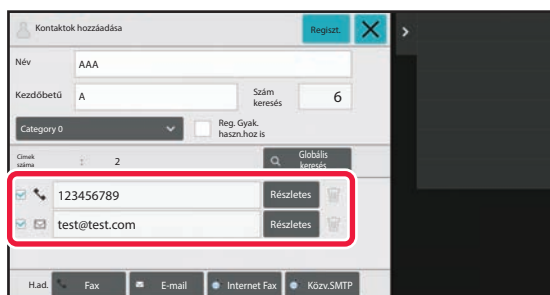 Kontaktok hozzáadása
Regiszt.
Név
AAA
Kezdőbetű
A
Szám
keresés
6
Category 0
Reg. Gyak.
haszn.hoz is
Címek
száma
:
2
Globális
keresés
123456789
Részletes
test@test.com
Részletes
H.ad.
Fax
E-mail
Internet Fax
Közv.SMTP